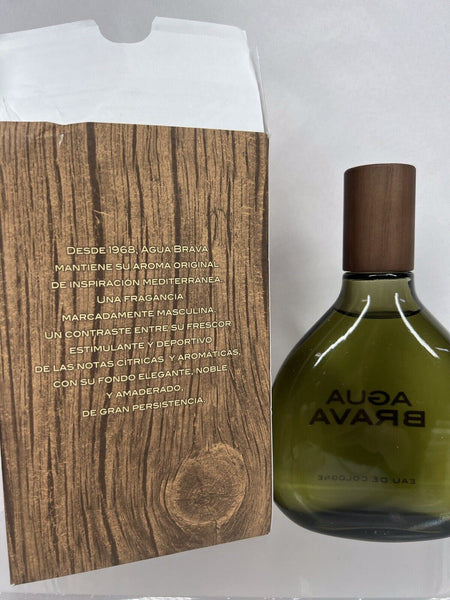 DESDE 1968, AGUA BRAVA
MANTIENE SU AROMA ORIGINAL
DE INSPIRACIÓN MEDITERRÁNEA.
UNA FRAGANCIA
MARCADAMENTE MASCULINA.
UN CONTRASTE ENTRE SU FRESCOR
ESTIMULANTE Y DEPORTIVO
DE LAS NOTAS CÍTRICAS Y AROMÁTICAS,
CON SU FONDO ELEGANTE, NOBLE
Y AMADERADO.
DE GRAN PERSISTENCIA.
AGUA
BRAVA
EAU DE COLOGNE